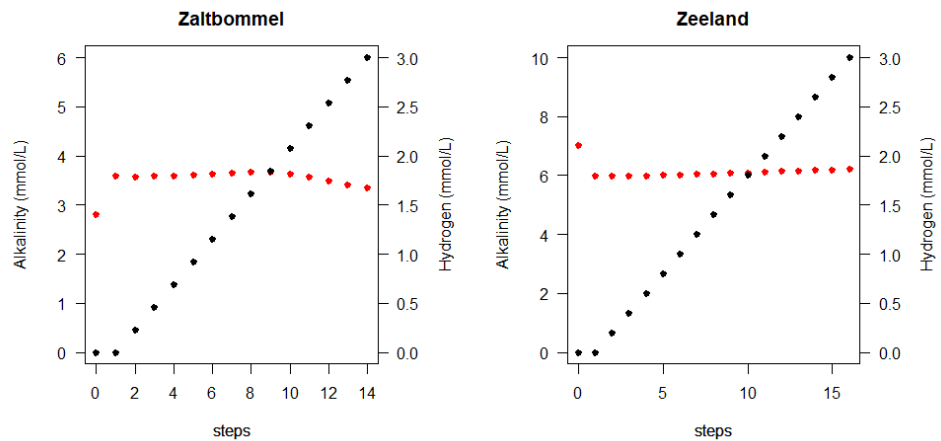 Zaltbommel
Alkalinity (mmol/L)
6
5
4
3
2
1
0
3.0
2.5
2.0
1.5
1.0
0.5
0.0
Hydrogen (mmol/L)
0 2 4 6 8 10 12 14
steps
Zeeland
Alkalinity (mmol/L)
10
8
6
4
2
0
3.0
2.5
2.0
1.5
1.0
0.5
0.0
Hydrogen (mmol/L)
0 5 10 15
steps